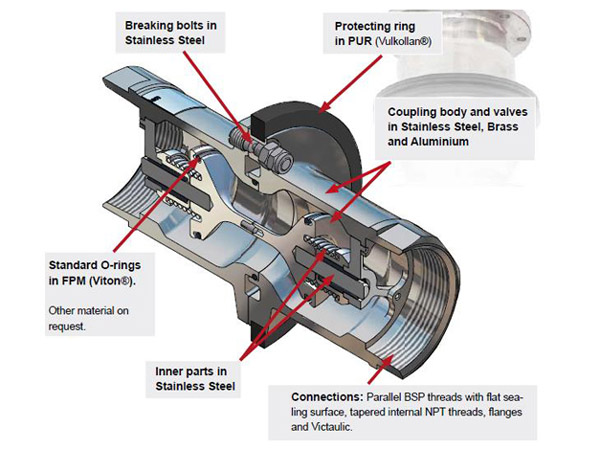 Breaking bolts in
Stainless Steel
Protecting ring
in PUR (Vulkollan®)
Coupling body and valves
in Stainless Steel, Brass
and Aluminium
Standard O-rings
in FPM (Viton®).
Other material on
request.
Inner parts in
Stainless Steel
Connections: Parallel BSP threads with flat sea-
ling surface, tapered internal NPT threads, flanges
and Victaulic.